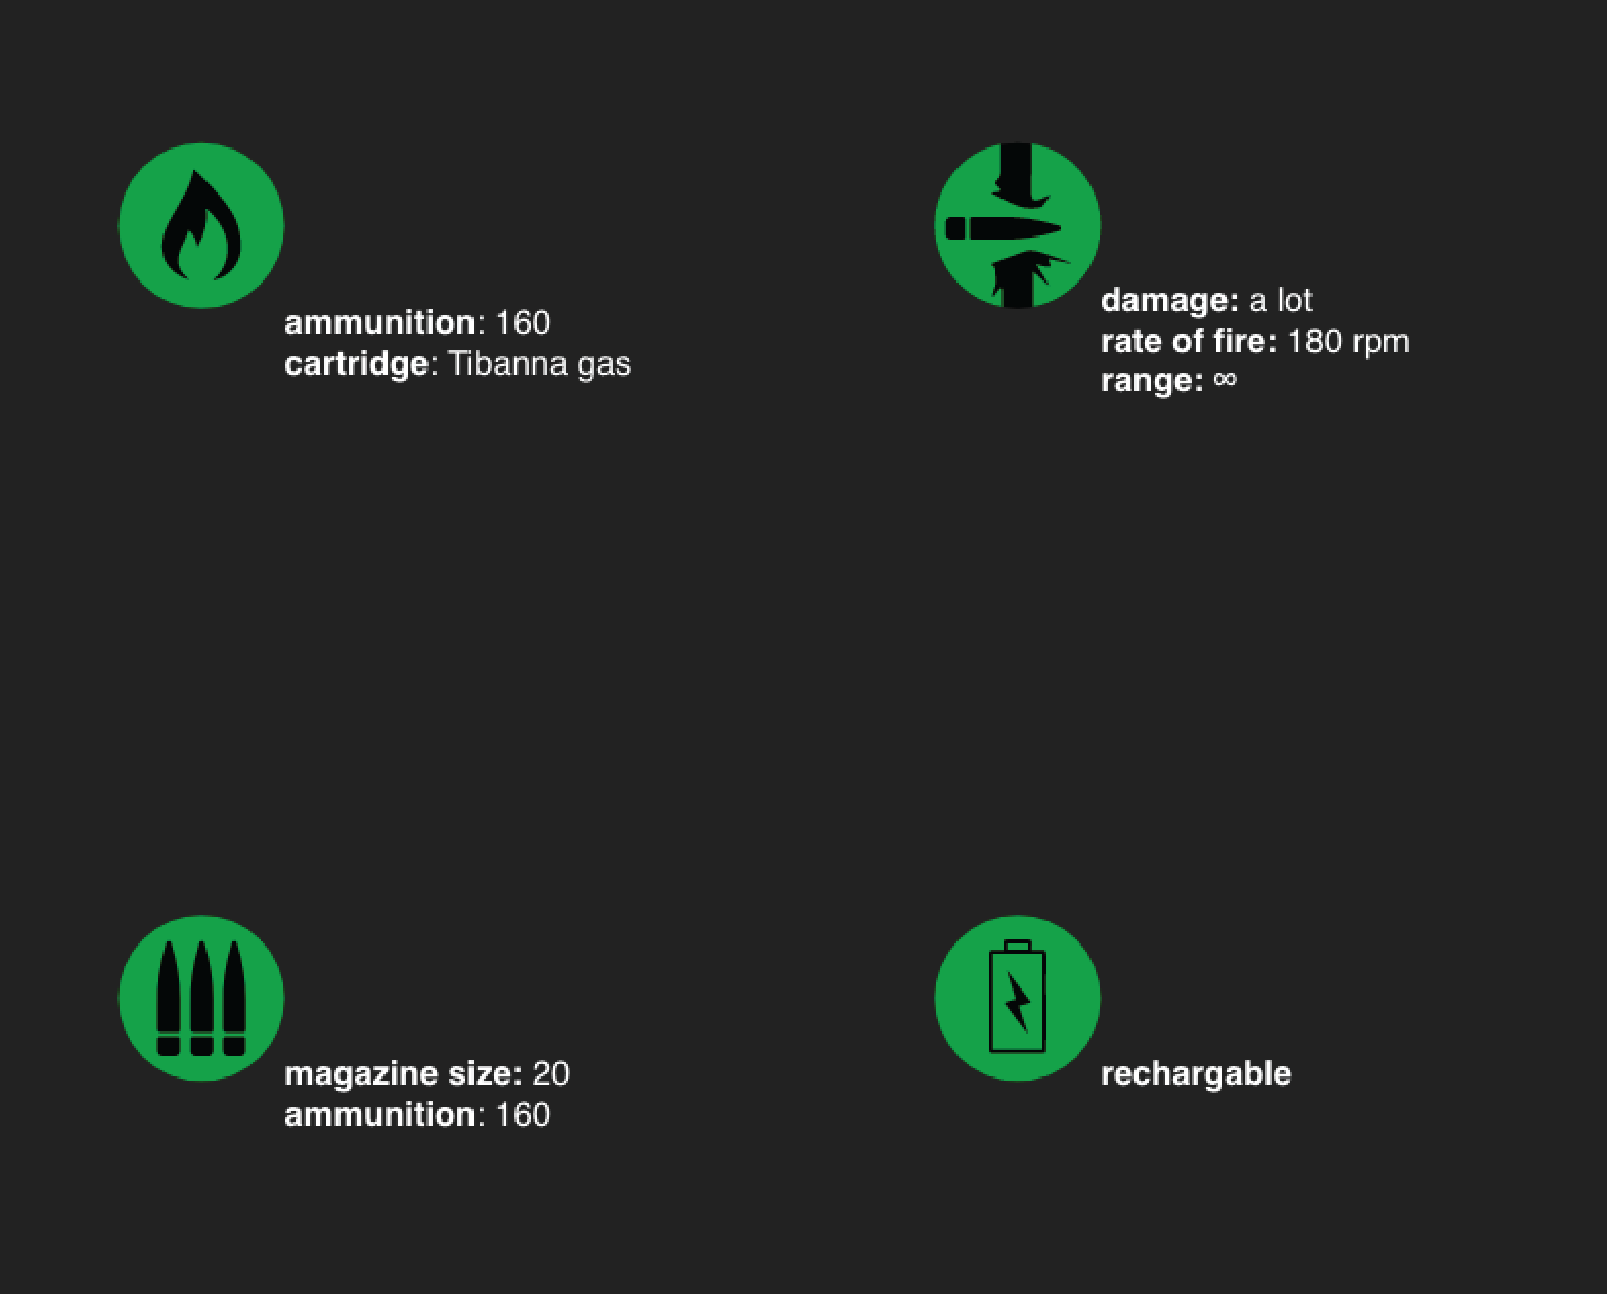 ammunition: 160
cartridge: Tibanna gas
damage: a lot
rate of fire: 180 rpm
range: ∞
magazine size: 20
ammunition: 160
rechargable